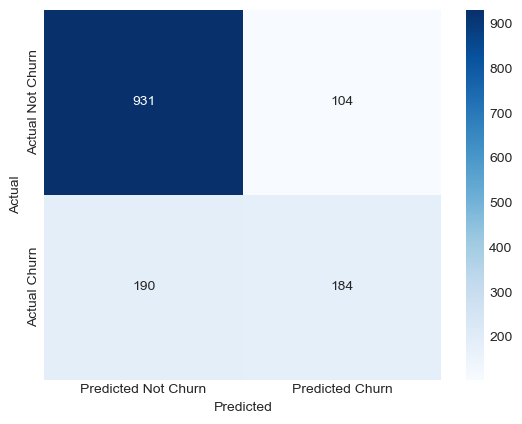 Actual
Actual Not Churn
Actual Churn
931
104
190
184
Predicted Not Churn
Predicted Churn
Predicted
900
800
700
600
500
400
300
200